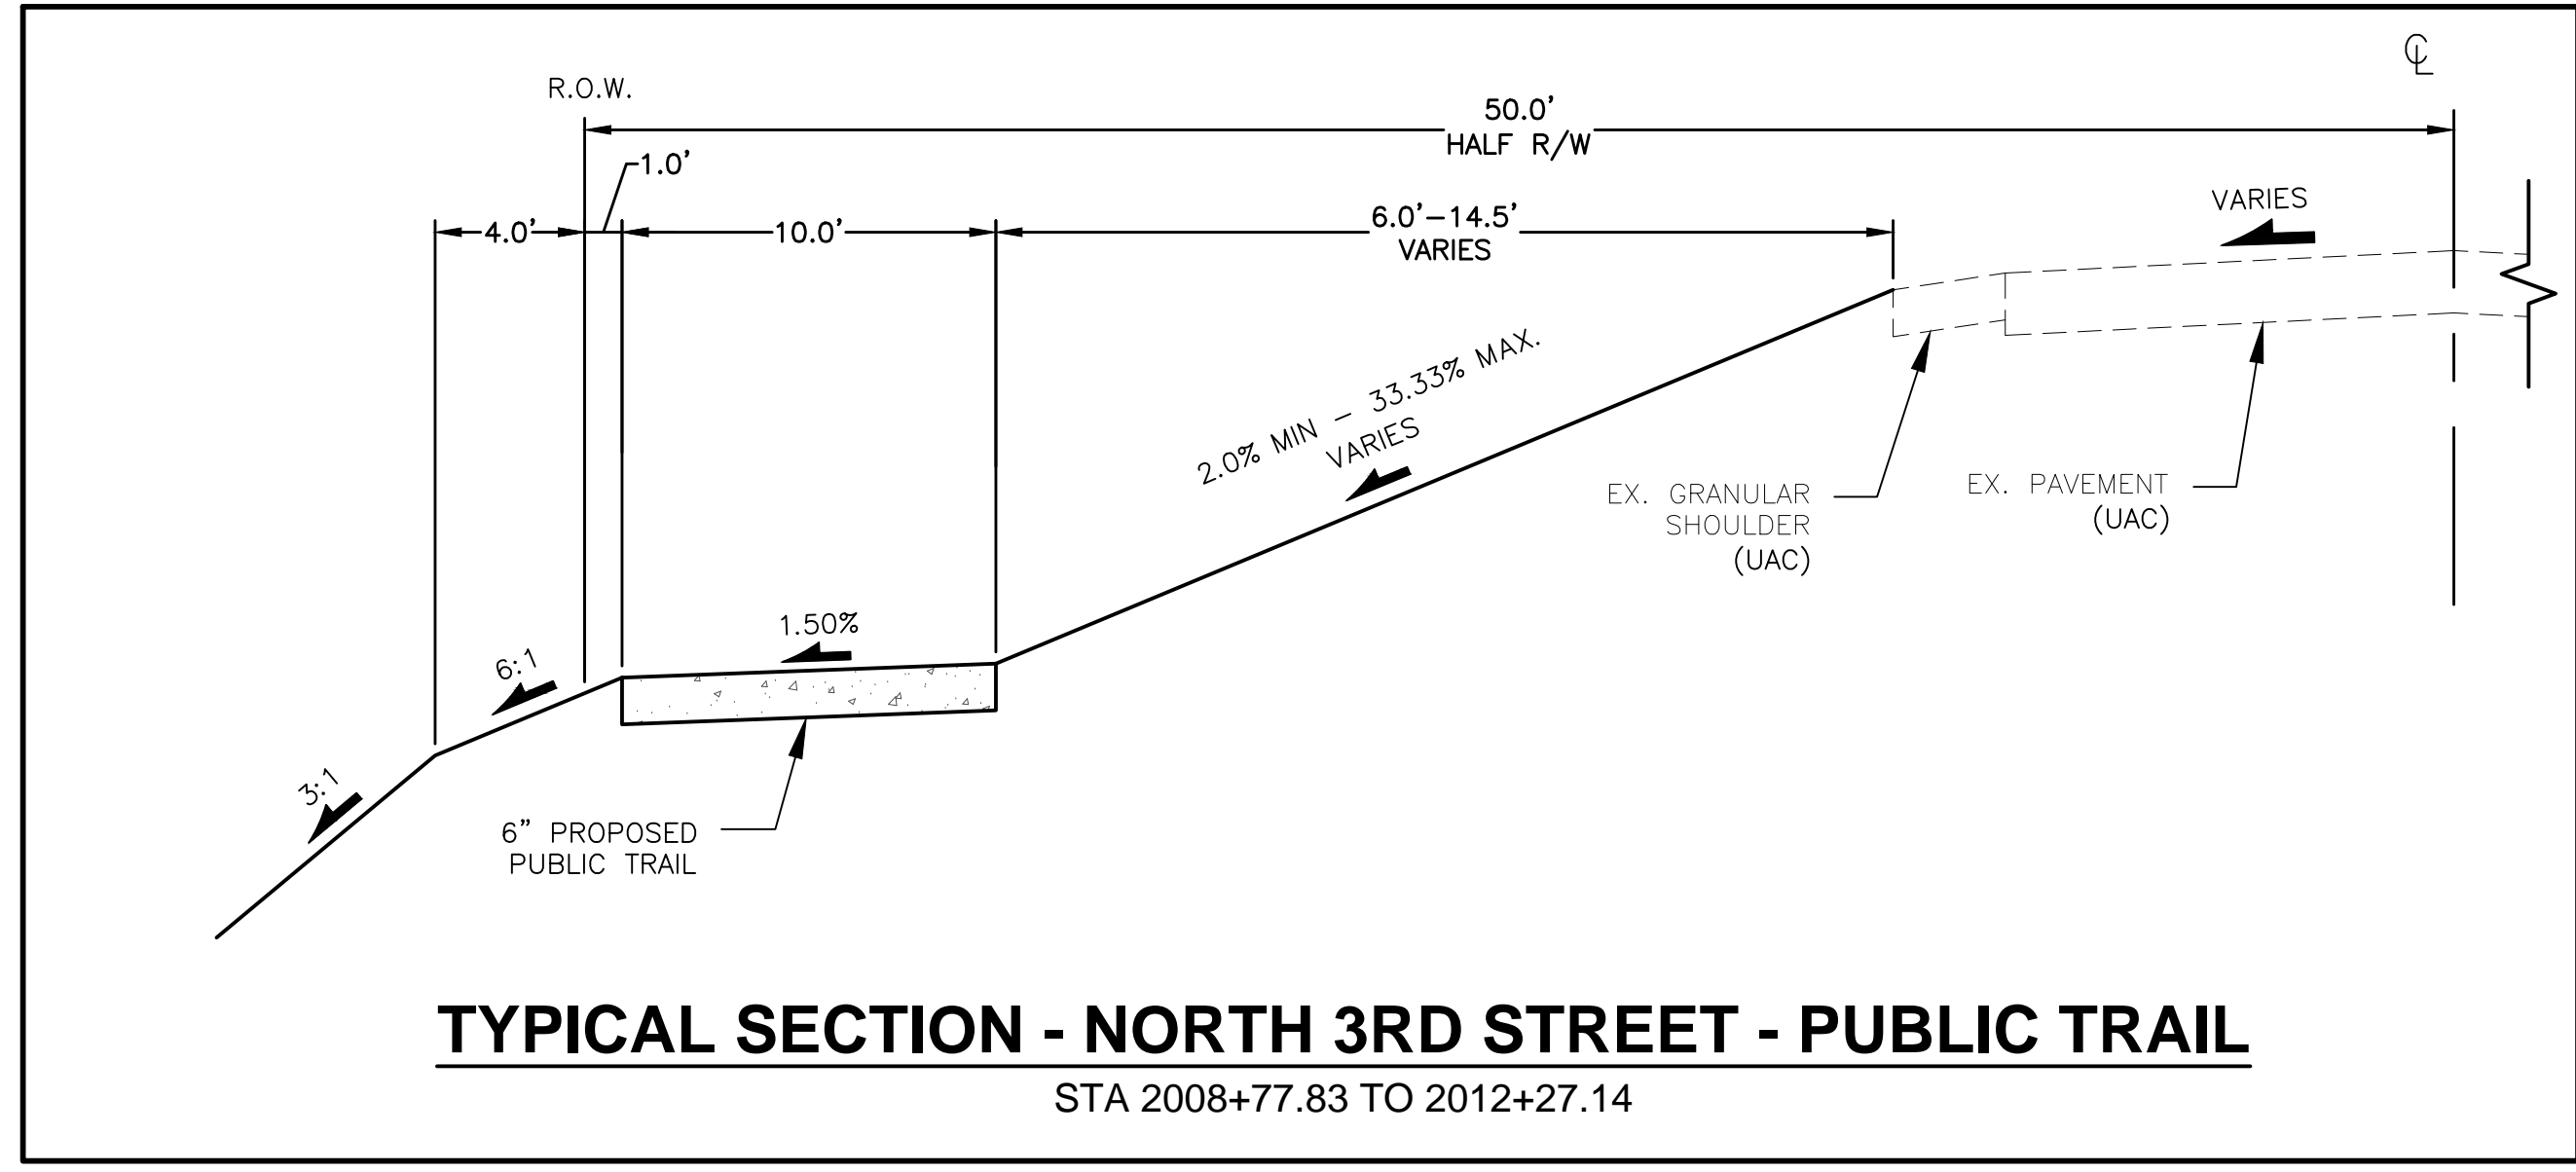 ℄
R.O.W.
50.0'
HALF R/W
1.0'
4.0'
10.0'
6.0'-14.5'
VARIES
VARIES
2.0% MIN - 33.33% MAX.
VARIES
EX. GRANULAR
SHOULDER
(UAC)
EX. PAVEMENT
(UAC)
1.50%
6:1
3:1
6" PROPOSED
PUBLIC TRAIL
TYPICAL SECTION - NORTH 3RD STREET - PUBLIC TRAIL
STA 2008+77.83 TO 2012+27.14